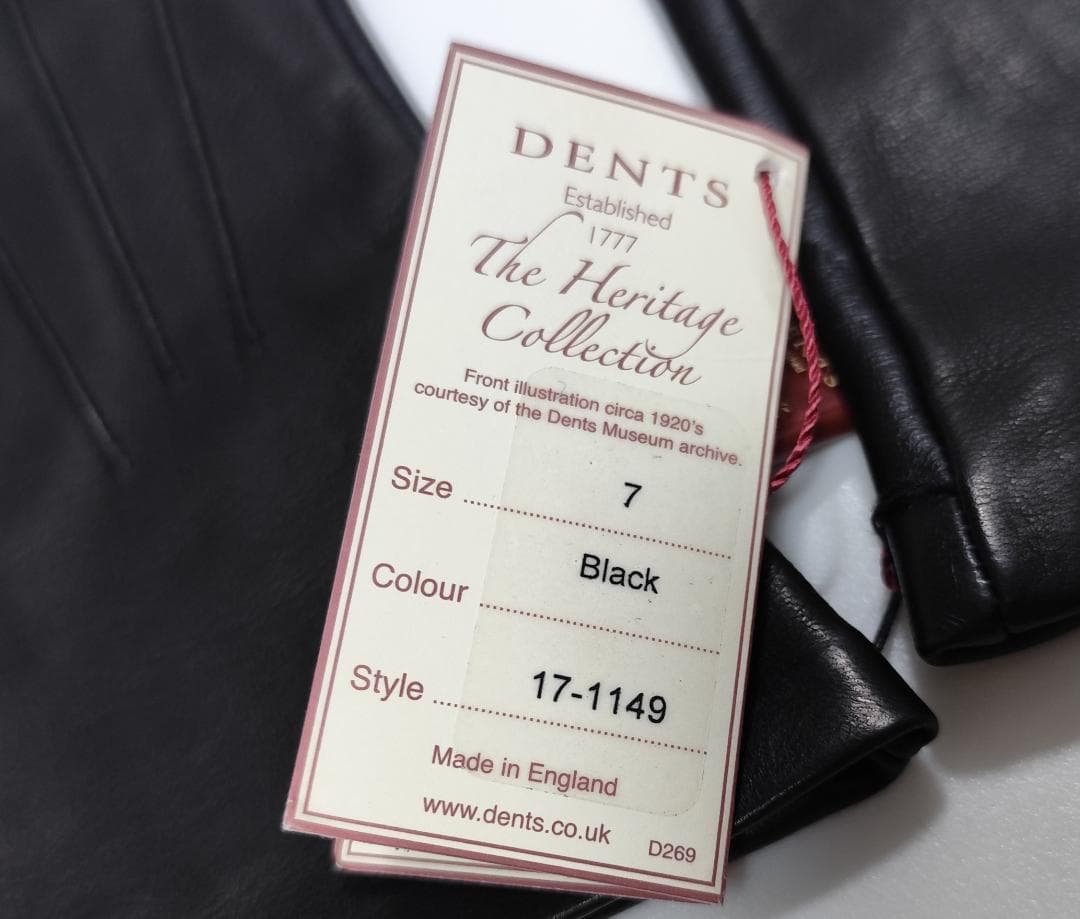 DENTS
Established
1777
The Heritage
Collection
Front illustration circa 1920's
courtesy of the Dents Museum archive.
Size .......... 7
Colour .......... Black
Style .......... 17-1149
Made in England
www.dents.co.uk
D269